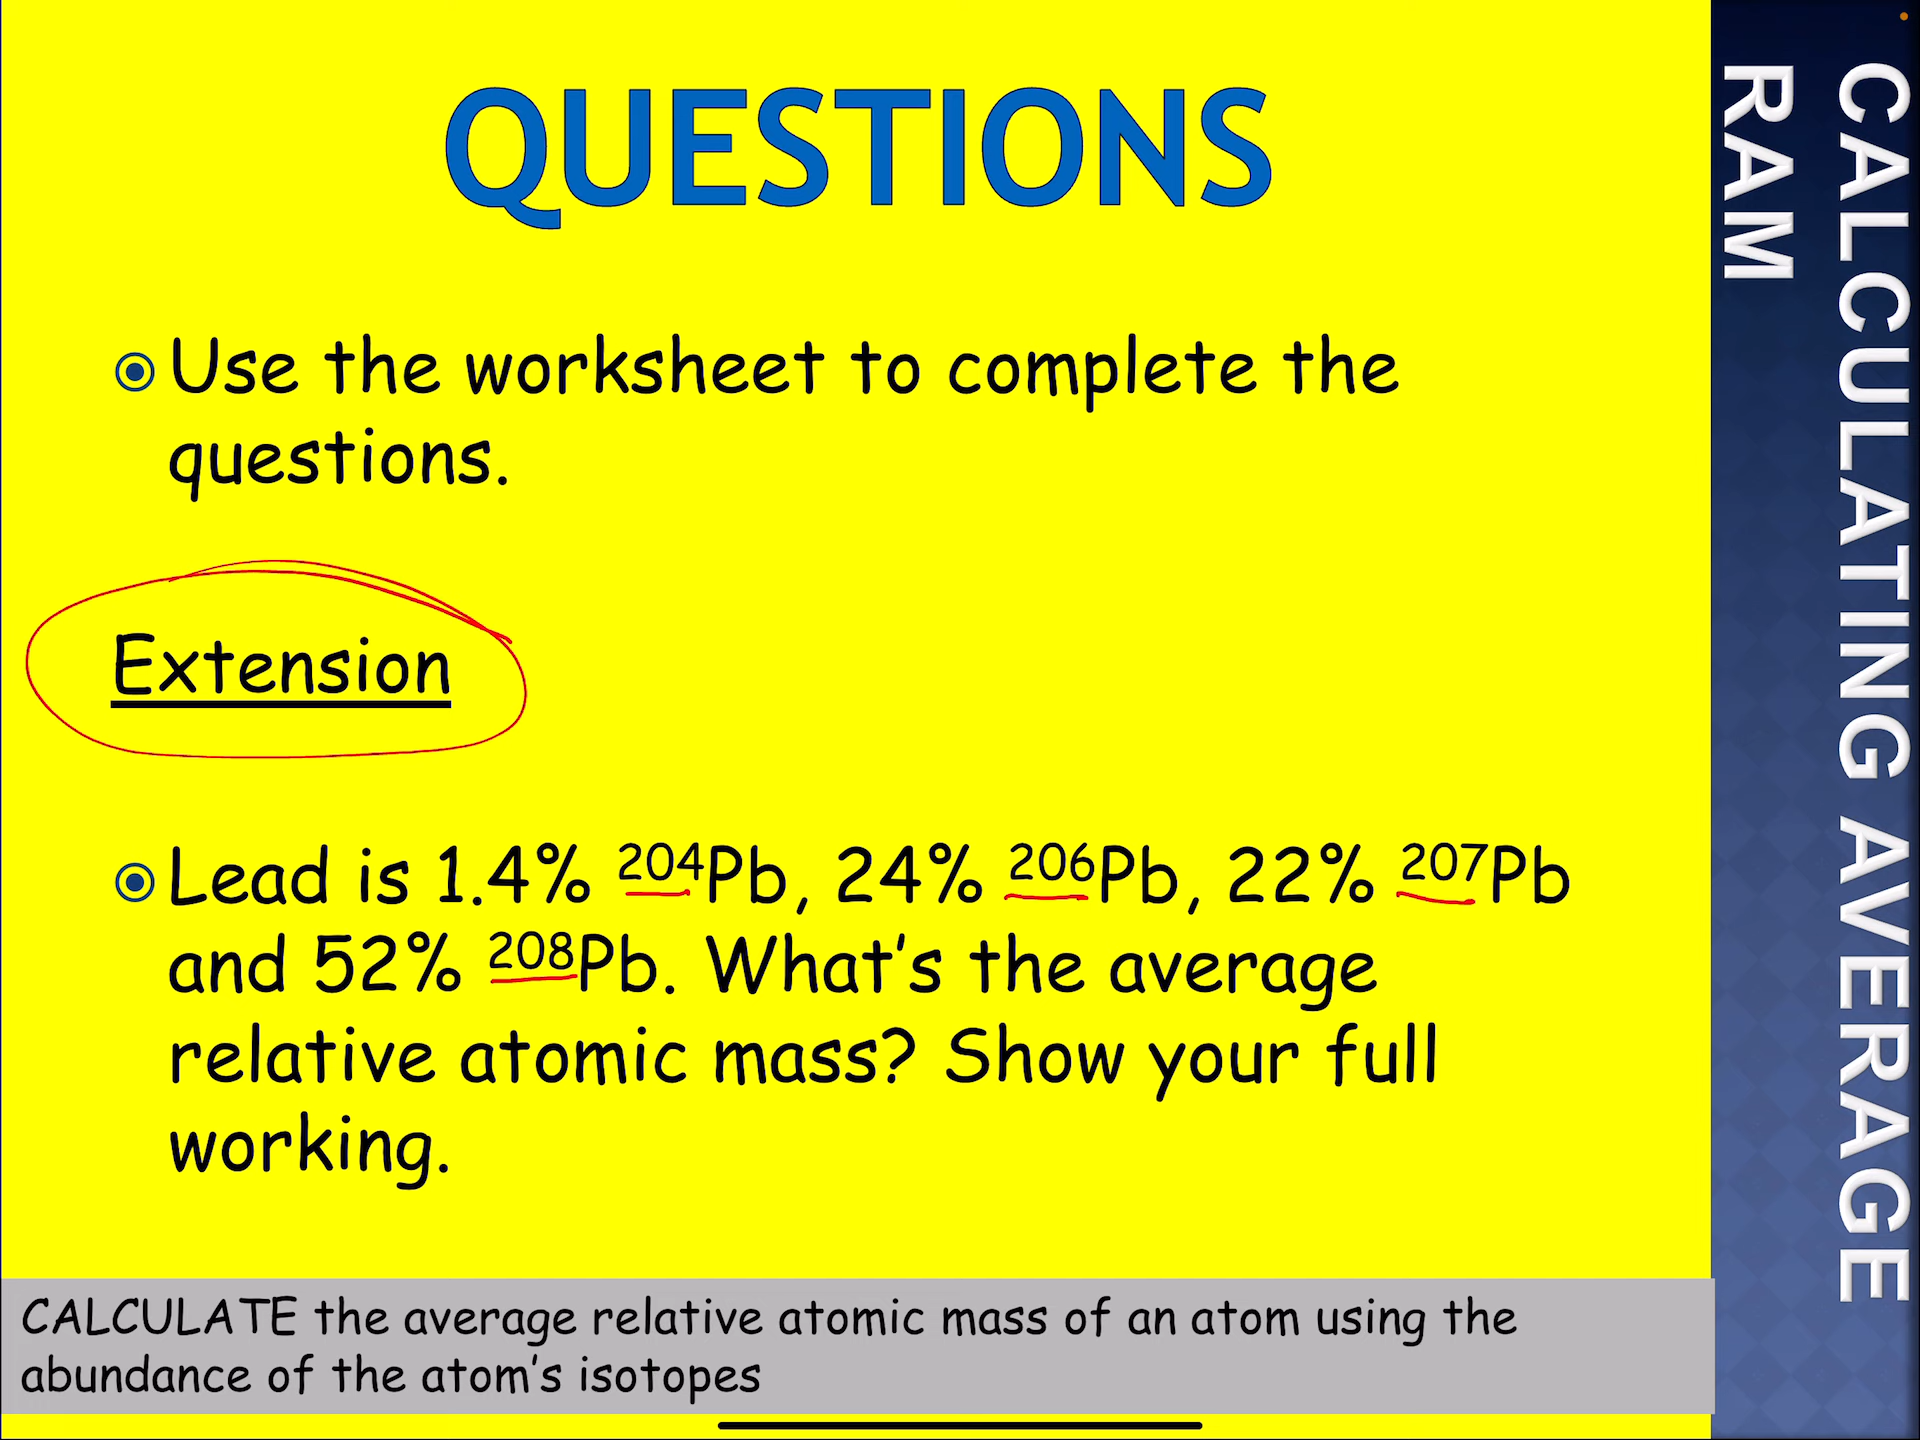 QUESTIONS
Use the worksheet to complete the
questions.
Extension
Lead is 1.4% ²⁰⁴Pb, 24% ²⁰⁶Pb, 22% ²⁰⁷Pb
and 52% ²⁰⁸Pb. What’s the average
relative atomic mass? Show your full
working.
CALCULATE the average relative atomic mass of an atom using the
abundance of the atom’s isotopes
CALCULATING AVERAGE
RAM